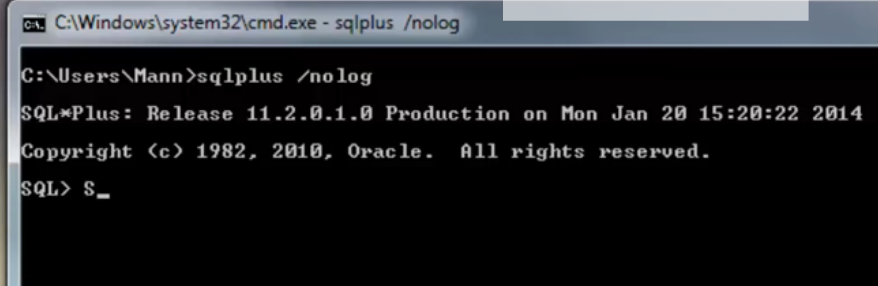 C:\Windows\system32\cmd.exe - sqlplus /nolog
C:\Users\Mann>sqlplus /nolog
SQL*Plus: Release 11.2.0.1.0 Production on Mon Jan 20 15:20:22 2014
Copyright (c) 1982, 2010, Oracle.  All rights reserved.
SQL> S_